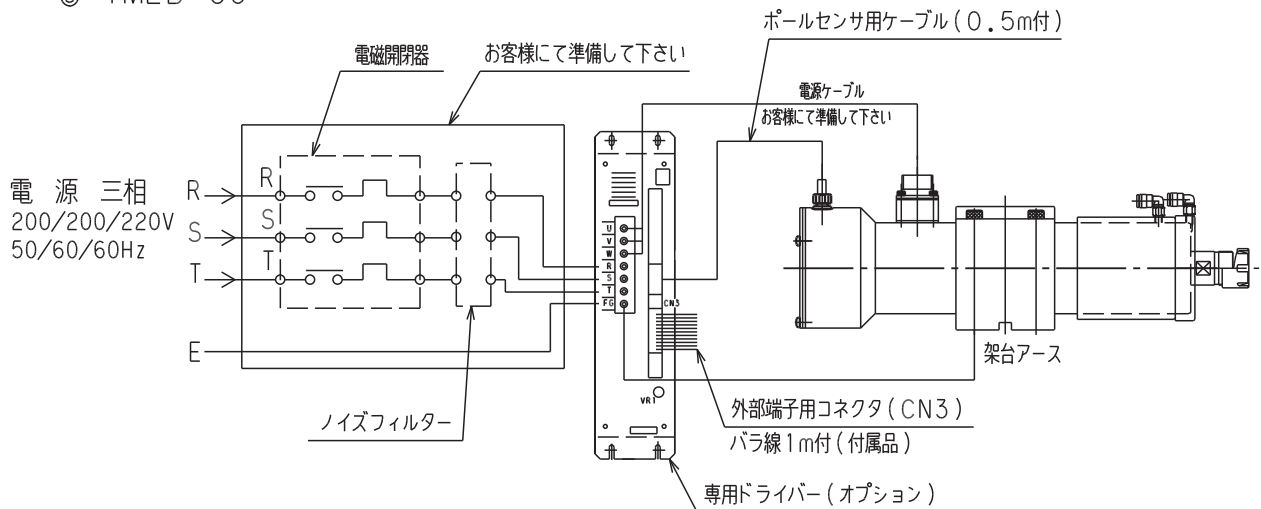 ポールセンサ用ケーブル(0.5m付)
電磁開閉器
お客様にて準備して下さい
電源ケーブル
お客様にて準備して下さい
電 源 三相
200/200/220V
50/60/60Hz
R
S
T
E
R
S
T
U
V
W
R
S
T
FG
CN3
VR1
架台アース
ノイズフィルター
外部端子用コネクタ(CN3)
バラ線1m付(付属品)
専用ドライバー(オプション)